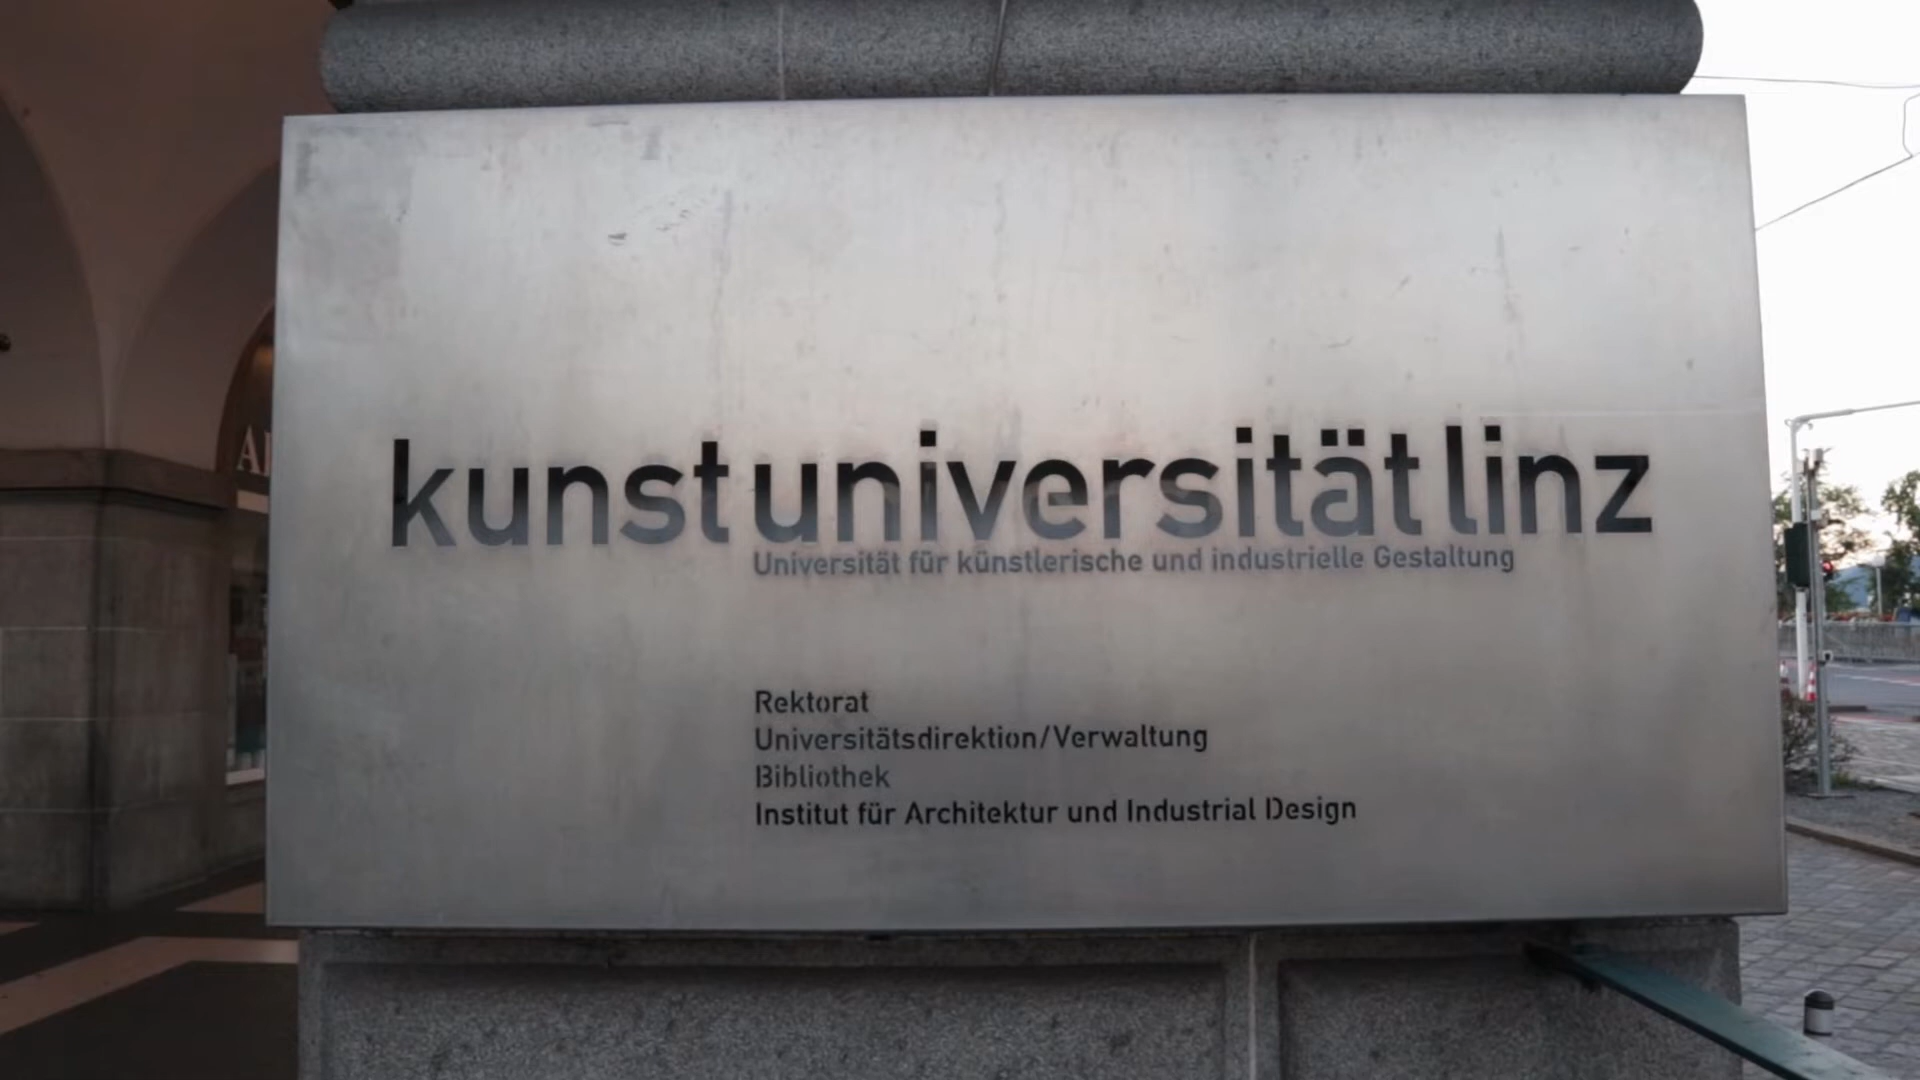 kunstuniversitätlinz
Universität für künstlerische und industrielle Gestaltung
Rektorat
Universitätsdirektion/Verwaltung
Bibliothek
Institut für Architektur und Industrial Design